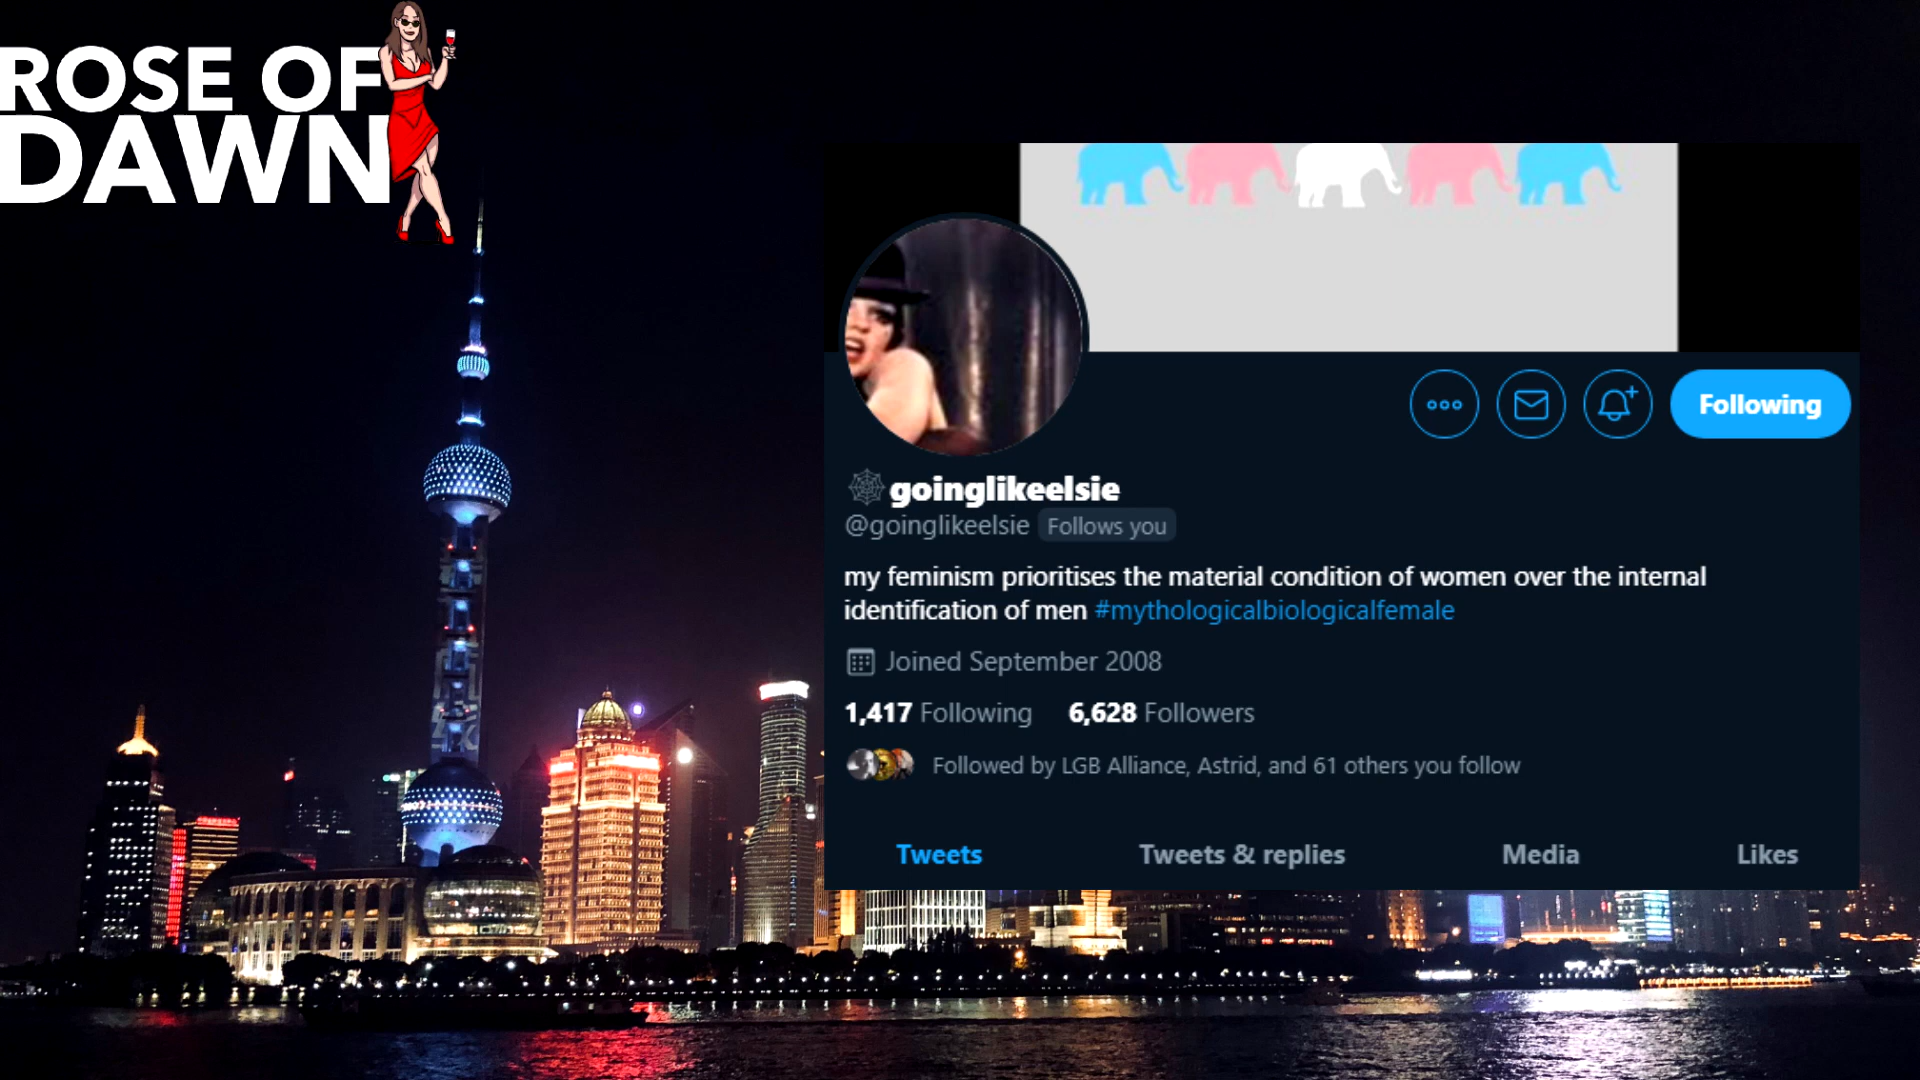 ROSE OF
DAWN
Following
goinglikeelsie
@goinglikeelsie Follows you
my feminism prioritises the material condition of women over the internal
identification of men #mythologicalbiologicalfemale
Joined September 2008
1,417 Following 6,628 Followers
Followed by LGB Alliance, Astrid, and 61 others you follow
Tweets Tweets & replies Media Likes